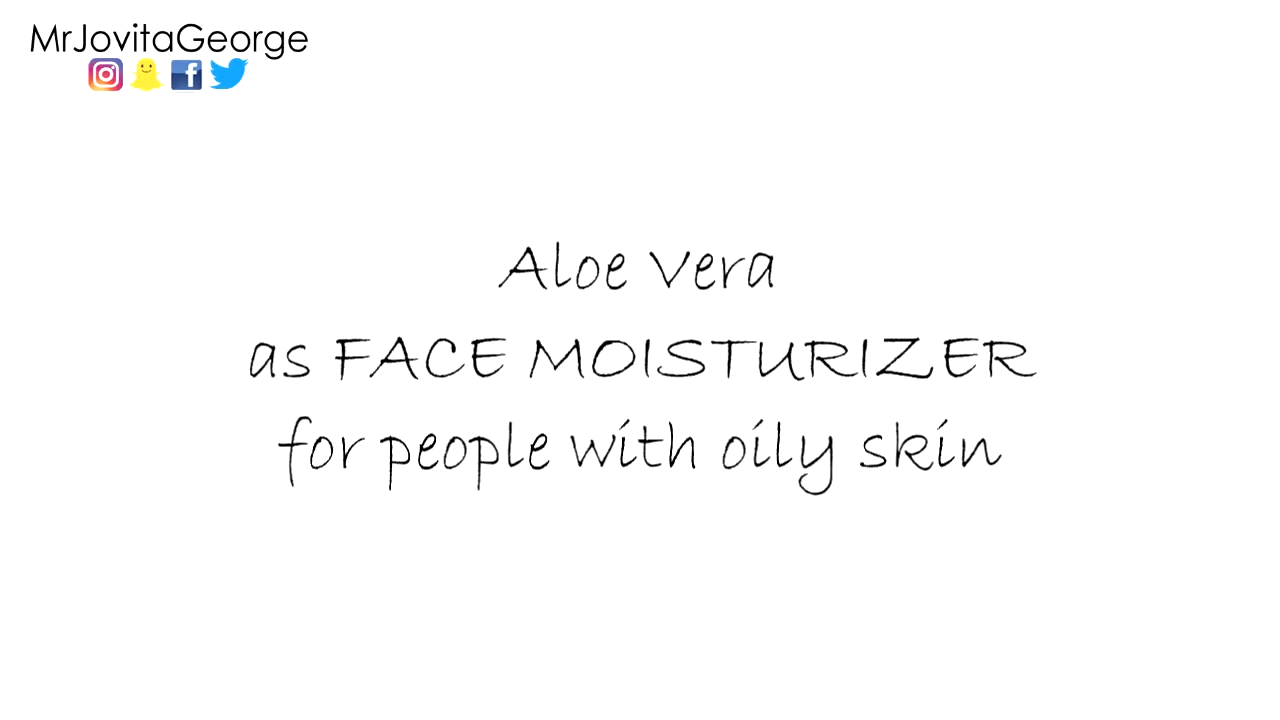 MrJovitaGeorge
Aloe Vera
as FACE MOISTURIZER
for people with oily skin